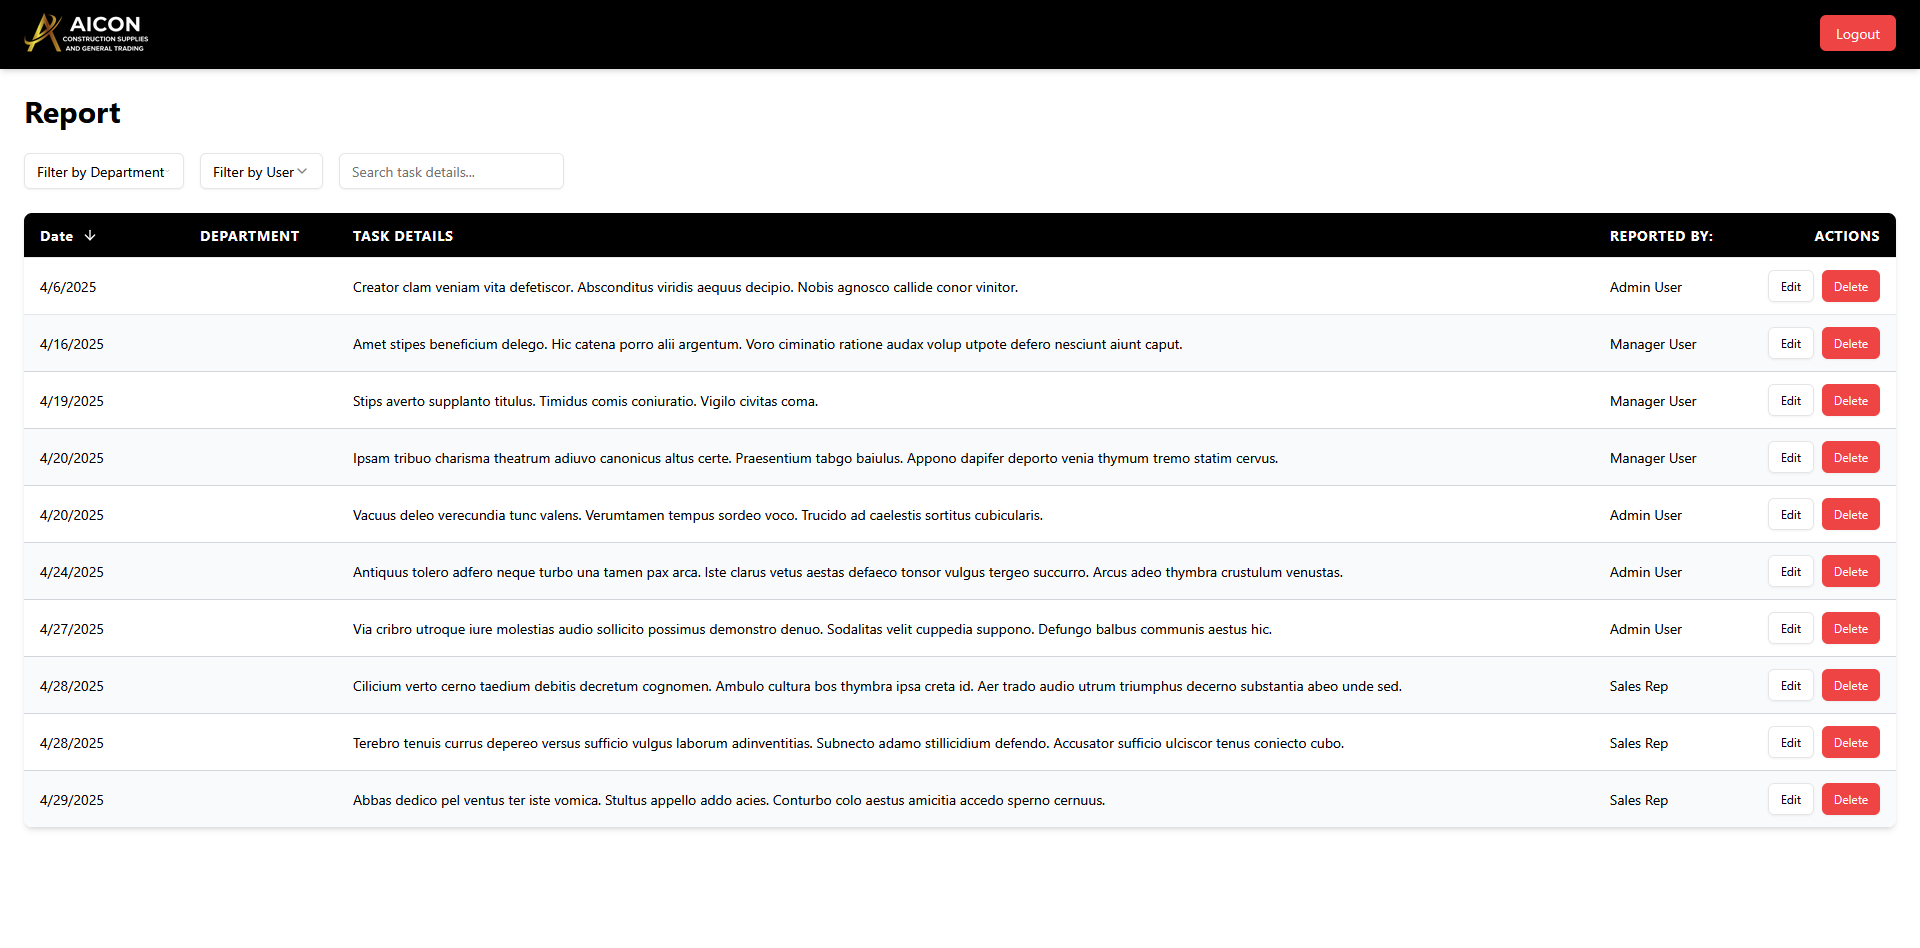 AICON
CONSTRUCTION SUPPLIES
AND GENERAL TRADING
Logout
Report
Filter by Department
Filter by User
Search task details...
Date DEPARTMENT TASK DETAILS REPORTED BY: ACTIONS
4/6/2025 Creator clam veniam vita defetiscor. Absconditus viridis aequus decipio. Nobis agnosco callide conor vinitor. Admin User Edit Delete
4/16/2025 Amet stipes beneficium delego. Hic catena porro alii argentum. Voro ciminatio ratione audax volup utpote defero nesciunt aiunt caput. Manager User Edit Delete
4/19/2025 Stips averto supplanto titulus. Timidus comis coniuratio. Vigilo civitas coma. Manager User Edit Delete
4/20/2025 Ipsam tribuo charisma theatrum adiuvo canonicus altus certe. Praesentium tabgo baiulus. Appono dapifer deporto venia thymum tremo statim cervus. Manager User Edit Delete
4/20/2025 Vacuus deleo verecundia tunc valens. Verumtamen tempus sordeo voco. Trucido ad caelestis sortitus cubicularis. Admin User Edit Delete
4/24/2025 Antiquus tolero adfero neque turbo una tamen pax arca. Iste clarus vetus aestas defaeco tonsor vulgus tergeo succurro. Arcus adeo thymbra crustulum venustas. Admin User Edit Delete
4/27/2025 Via cribro utroque iure molestias audio sollicito possimus demonstro denuo. Sodalitas velit cuppedia suppono. Defungo balbus communis aestus hic. Admin User Edit Delete
4/28/2025 Cilicium verto cerno taedium debitis decretum cognomen. Ambulo cultura bos thymbra ipsa creta id. Aer trado audio utrum triumphus decerno substantia abeo unde sed. Sales Rep Edit Delete
4/28/2025 Terebro tenuis currus depereo versus sufficio vulgus laborum adinventitias. Subnecto adamo stillicidium defendo. Accusator sufficio ulciscor tenus coniecto cubo. Sales Rep Edit Delete
4/29/2025 Abbas dedico pel ventus ter iste vomica. Stultus appello addo acies. Conturbo colo aestus amicitia accedo sperno cernuus. Sales Rep Edit Delete